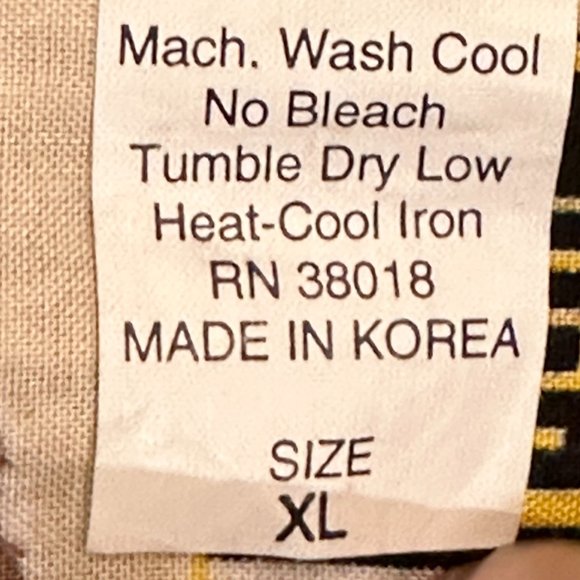 Mach. Wash Cool
No Bleach
Tumble Dry Low
Heat-Cool Iron
RN 38018
MADE IN KOREA
SIZE
XL